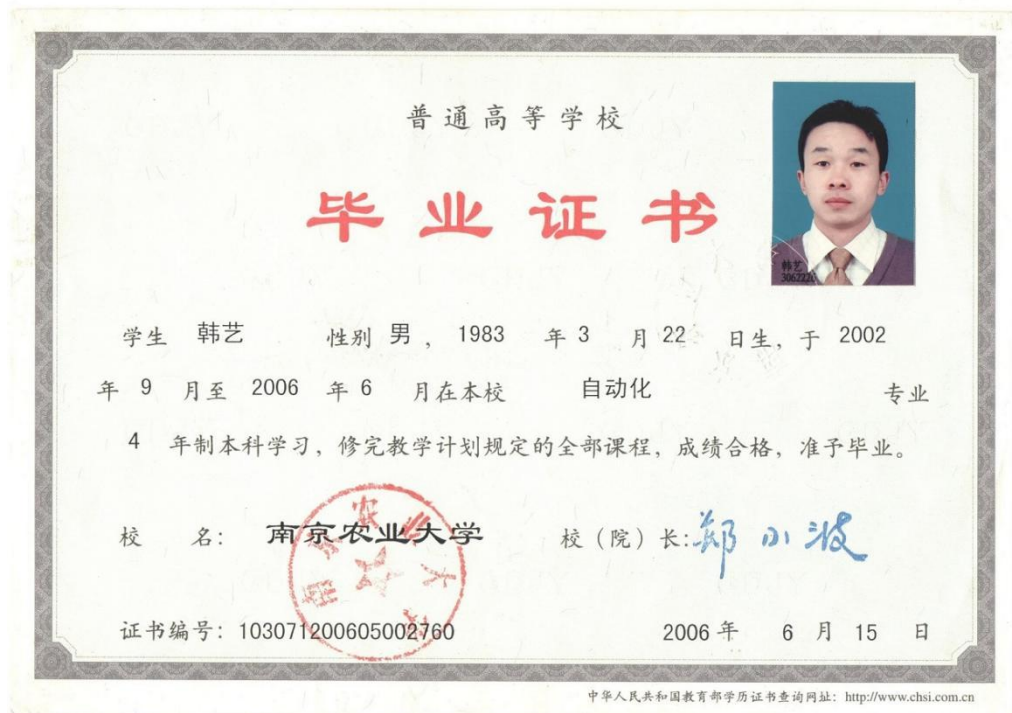 普通高等学校
毕业证书
韩艺
学生 韩艺 性别 男 ，1983 年 3 月 22 日生，于 2002
年 9 月至 2006 年 6 月在本校 自动化 专业
4 年制本科学习，修完教学计划规定的全部课程，成绩合格，准予毕业。
校 名：南京农业大学 校（院）长：郑小波
南京农业大学
证书编号：103071200605002760 2006 年 6 月 15 日
中华人民共和国教育部学历证书查询网址：http://www.chsi.com.cn